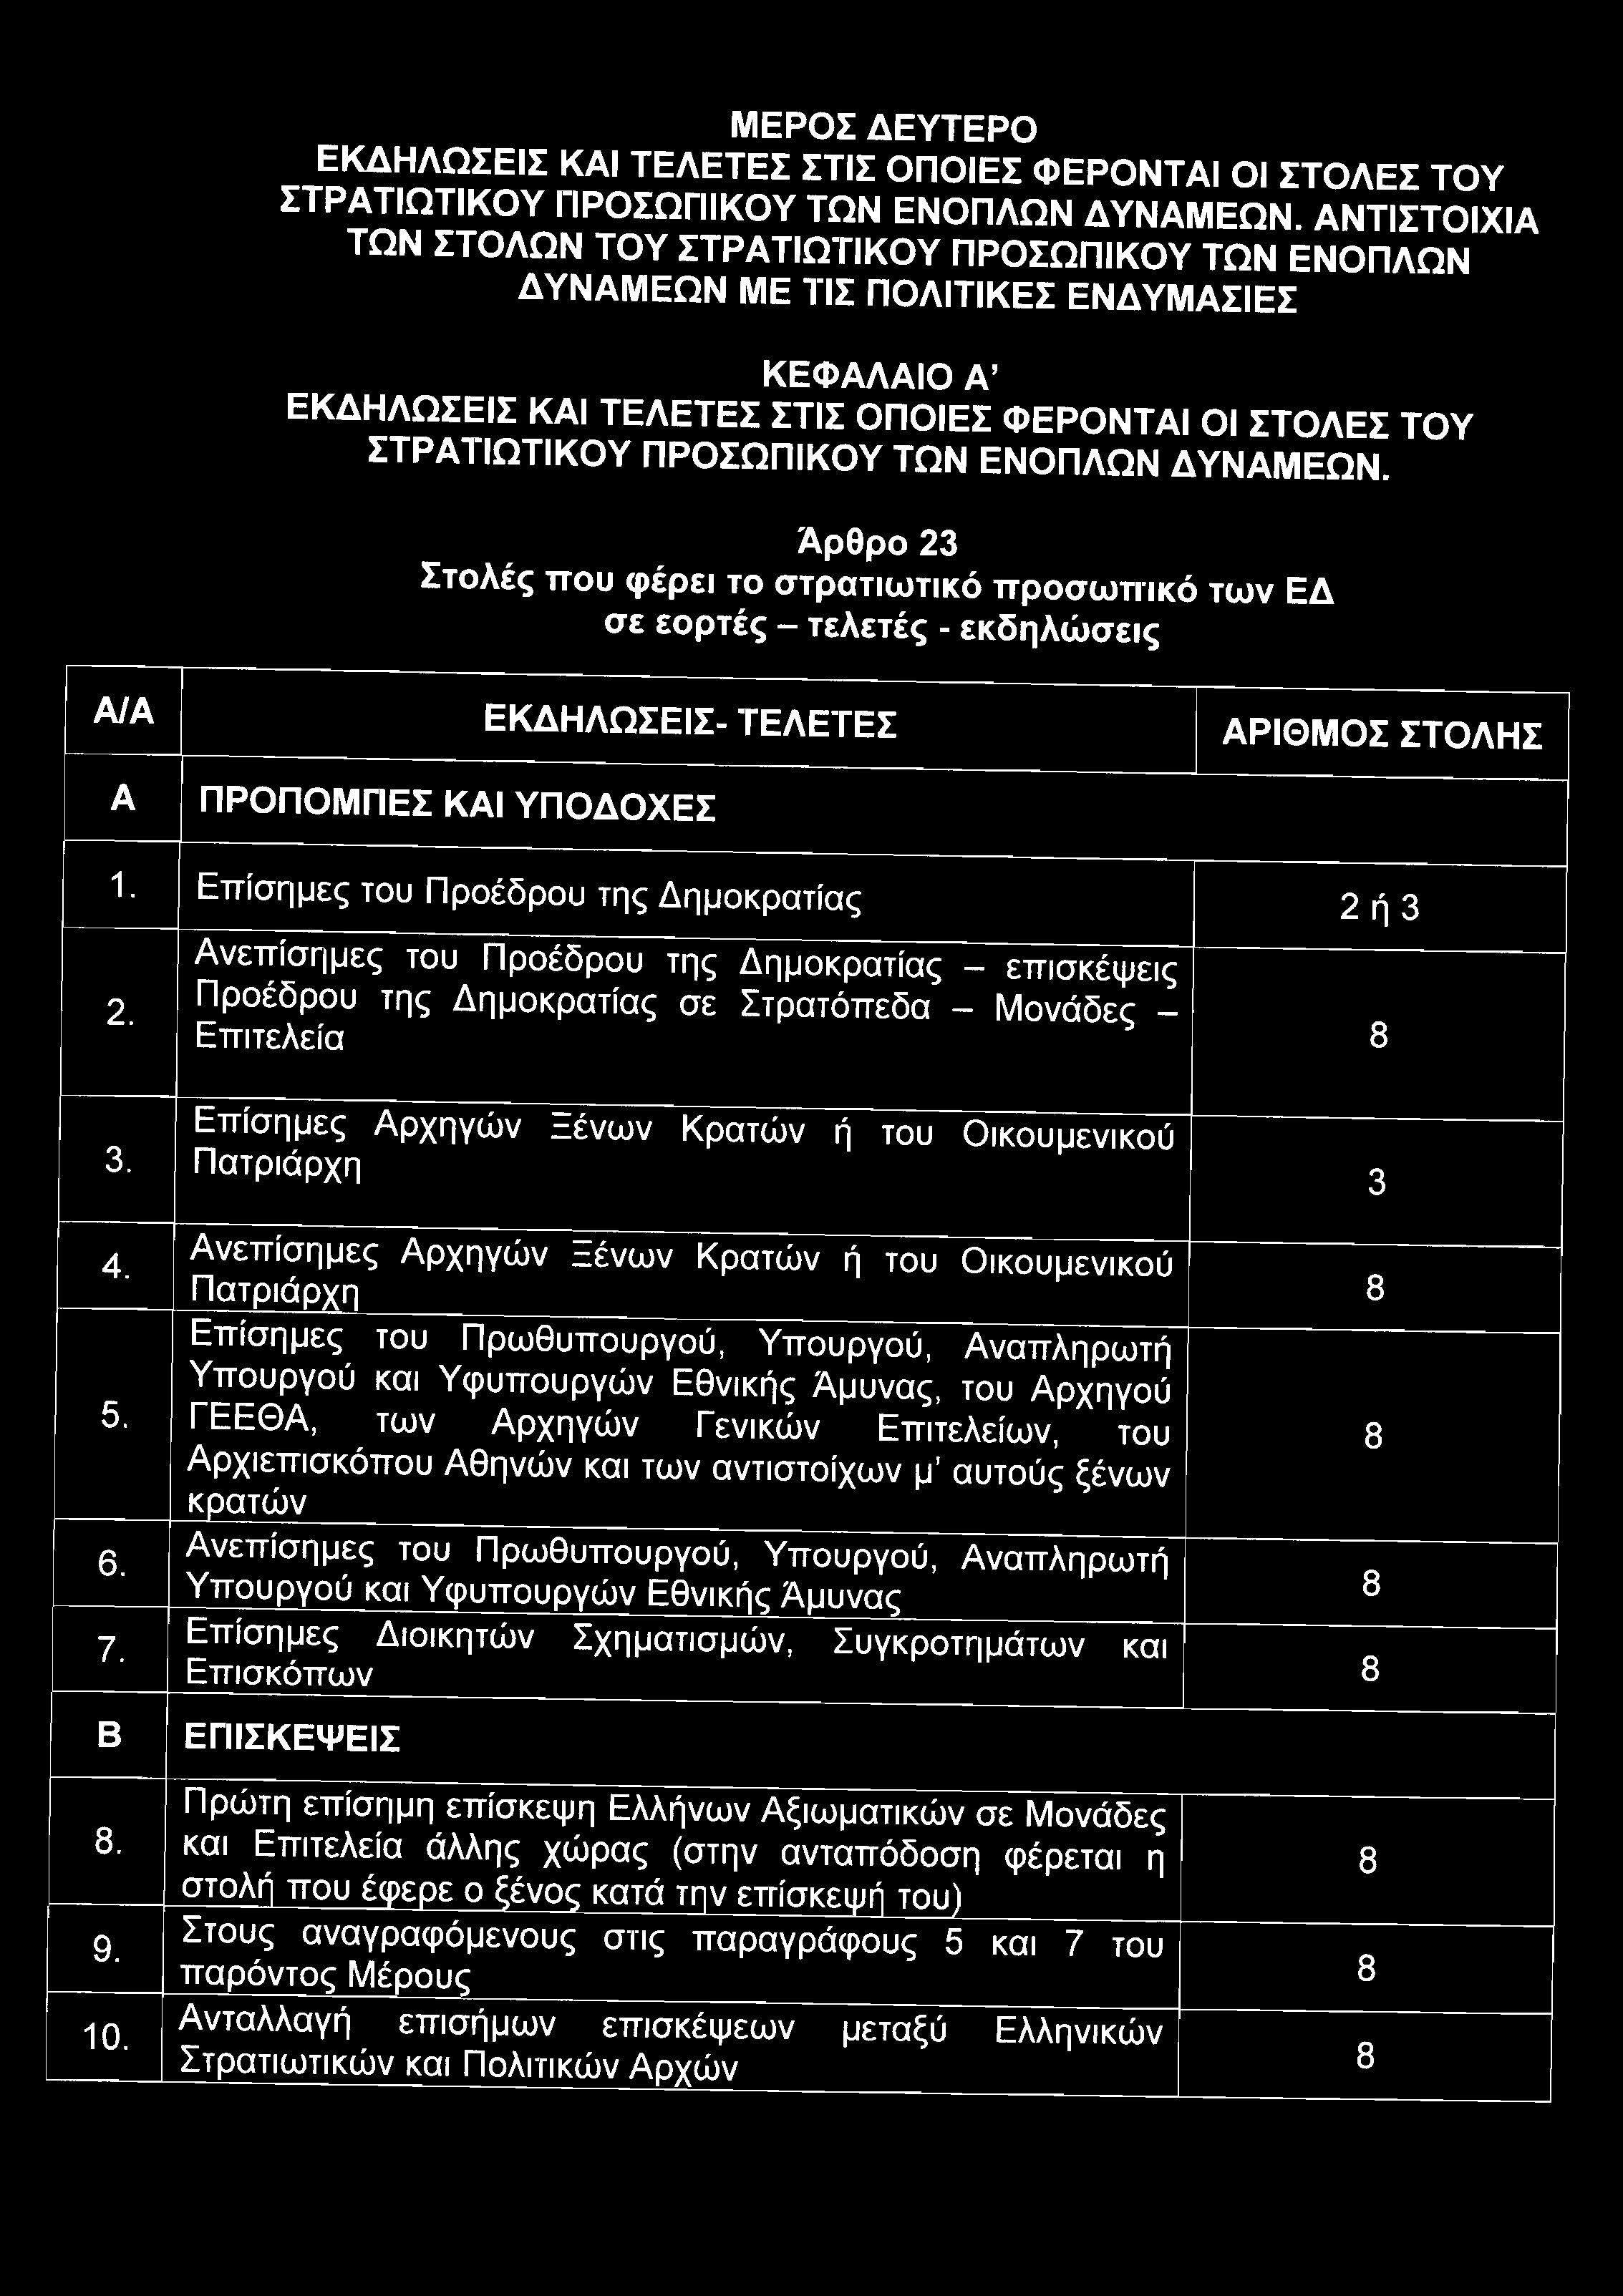 ΜΕΡΟΣ ΔΕΥΤΕΡΟ
ΕΚΔΗΛΩΣΕΙΣ ΚΑΙ ΤΕΛΕΤΕΣ ΣΤΙΣ ΟΠΟΙΕΣ ΦΕΡΟΝΤΑΙ ΟΙ ΣΤΟΛΕΣ ΤΟΥ
ΣΤΡΑΤΙΩΤΙΚΟΥ ΠΡΟΣΩΠΙΚΟΥ ΤΩΝ ΕΝΟΠΛΩΝ ΔΥΝΑΜΕΩΝ. ΑΝΤΙΣΤΟΙΧΙΑ
ΤΩΝ ΣΤΟΛΩΝ ΤΟΥ ΣΤΡΑΤΙΩΤΙΚΟΥ ΠΡΟΣΩΠΙΚΟΥ ΤΩΝ ΕΝΟΠΛΩΝ
ΔΥΝΑΜΕΩΝ ΜΕ ΤΙΣ ΠΟΛΙΤΙΚΕΣ ΕΝΔΥΜΑΣΙΕΣ
ΚΕΦΑΛΑΙΟ Α’
ΕΚΔΗΛΩΣΕΙΣ ΚΑΙ ΤΕΛΕΤΕΣ ΣΤΙΣ ΟΠΟΙΕΣ ΦΕΡΟΝΤΑΙ ΟΙ ΣΤΟΛΕΣ ΤΟΥ
ΣΤΡΑΤΙΩΤΙΚΟΥ ΠΡΟΣΩΠΙΚΟΥ ΤΩΝ ΕΝΟΠΛΩΝ ΔΥΝΑΜΕΩΝ.
Άρθρο 23
Στολές που φέρει το στρατιωτικό προσωπικό των ΕΔ
σε εορτές – τελετές - εκδηλώσεις
Α/Α ΕΚΔΗΛΩΣΕΙΣ- ΤΕΛΕΤΕΣ ΑΡΙΘΜΟΣ ΣΤΟΛΗΣ
Α ΠΡΟΠΟΜΠΕΣ ΚΑΙ ΥΠΟΔΟΧΕΣ
1. Επίσημες του Προέδρου της Δημοκρατίας 2 ή 3
Ανεπίσημες του Προέδρου της Δημοκρατίας – επισκέψεις
2. Προέδρου της Δημοκρατίας σε Στρατόπεδα – Μονάδες –
Επιτελεία 8
Επίσημες Αρχηγών Ξένων Κρατών ή του Οικουμενικού
3. Πατριάρχη 3
4. Ανεπίσημες Αρχηγών Ξένων Κρατών ή του Οικουμενικού
Πατριάρχη 8
Επίσημες του Πρωθυπουργού, Υπουργού, Αναπληρωτή
Υπουργού και Υφυπουργών Εθνικής Άμυνας, του Αρχηγού
5. ΓΕΕΘΑ, των Αρχηγών Γενικών Επιτελείων, του 8
Αρχιεπισκόπου Αθηνών και των αντιστοίχων μ’ αυτούς ξένων
κρατών
6. Ανεπίσημες του Πρωθυπουργού, Υπουργού, Αναπληρωτή
Υπουργού και Υφυπουργών Εθνικής Άμυνας 8
7. Επίσημες Διοικητών Σχηματισμών, Συγκροτημάτων και
Επισκόπων 8
Β ΕΠΙΣΚΕΨΕΙΣ
Πρώτη επίσημη επίσκεψη Ελλήνων Αξιωματικών σε Μονάδες
8. και Επιτελεία άλλης χώρας (στην ανταπόδοση φέρεται η 8
στολή που έφερε ο ξένος κατά την επίσκεψή του)
9. Στους αναγραφόμενους στις παραγράφους 5 και 7 του
παρόντος Μέρους 8
10. Ανταλλαγή επισήμων επισκέψεων μεταξύ Ελληνικών
Στρατιωτικών και Πολιτικών Αρχών 8